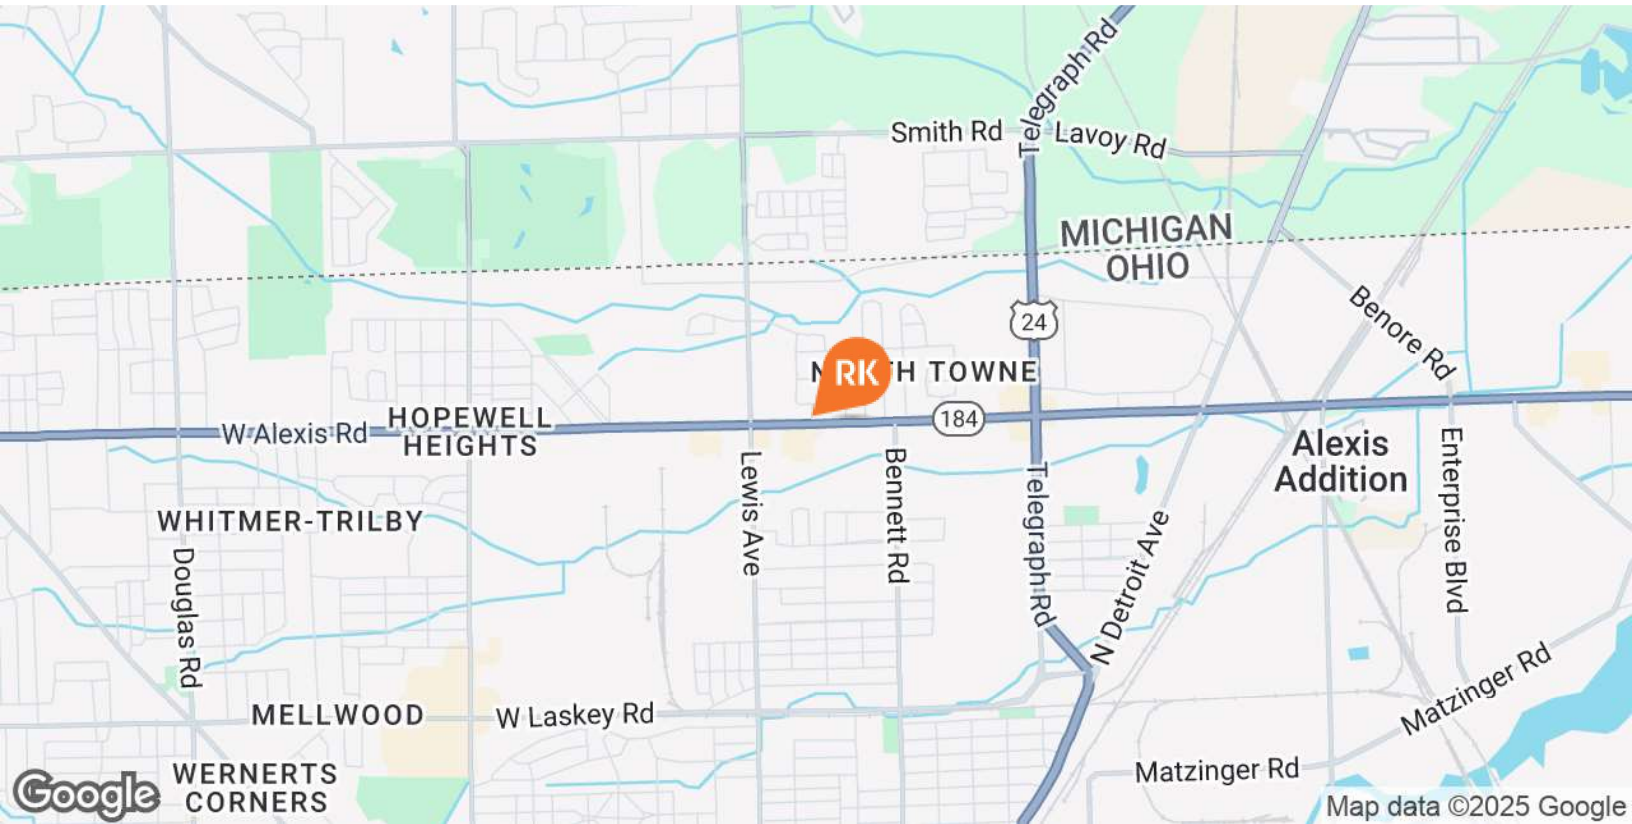 Telegraph Rd
Smith Rd
Lavoy Rd
MICHIGAN
OHIO
24
Benore Rd
RK
TOWNE
184
W Alexis Rd
HOPEWELL
HEIGHTS
Alexis
Addition
Lewis Ave
Bennett Rd
Telegraph Rd
Enterprise Blvd
WHITMER-TRILBY
Douglas Rd
N Detroit Ave
MELLWOOD
W Laskey Rd
Matzinger Rd
WERNERTS
CORNERS
Matzinger Rd
Google
Map data ©2025 Google